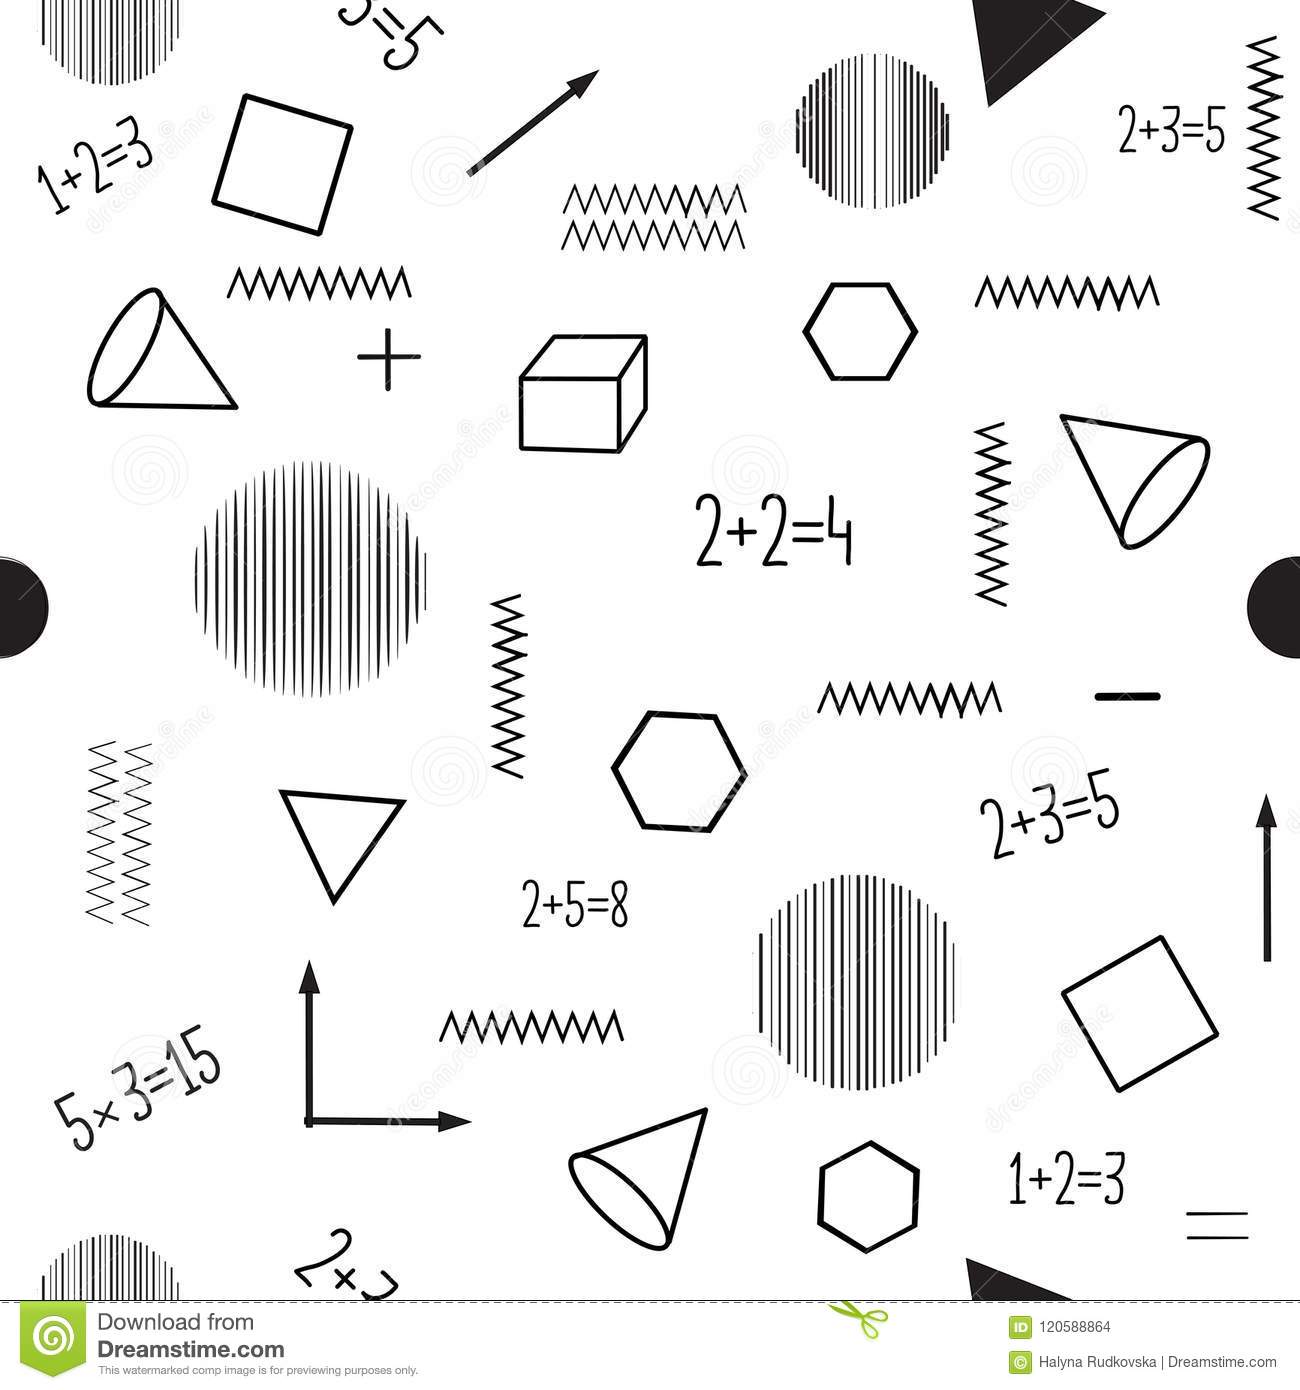 3=5
2+3=5
1+2=3
2+2=4
2+3=5
2+5=8
5×3=15
1+2=3
2×3
Download from
Dreamstime.com
This watermarked comp image is for previewing purposes only.
ID 120588864
© Halyna Rudkovska | Dreamstime.com